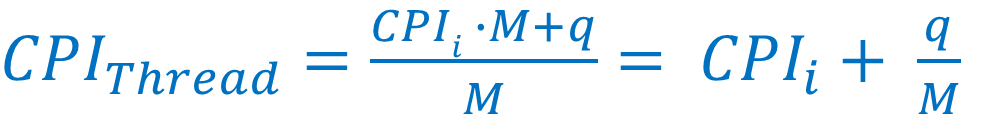 CPI_Thread = (CPI_i · M+q)/M = CPI_i + q/M